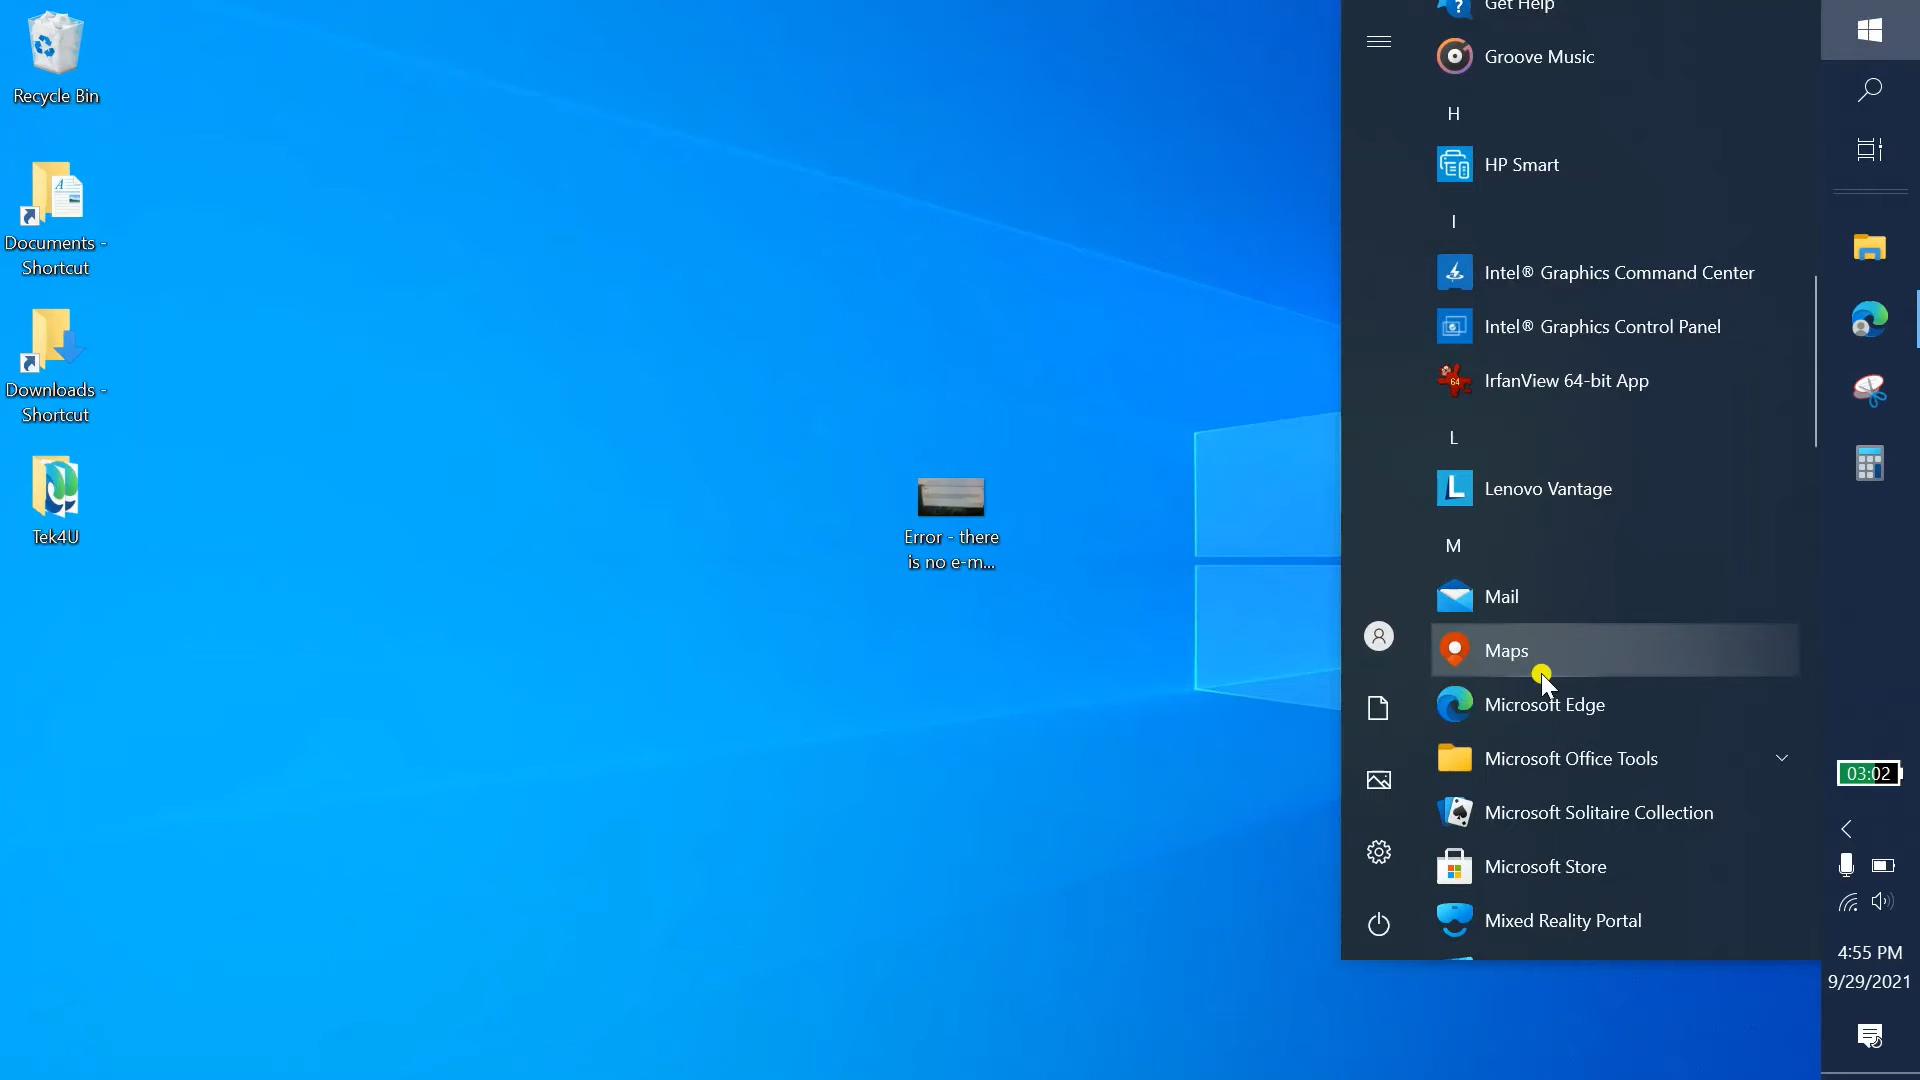 Recycle Bin
Documents -
Shortcut
Downloads -
Shortcut
Tek4U
Error - there
is no e-m...
Get Help
Groove Music
H
HP Smart
I
Intel® Graphics Command Center
Intel® Graphics Control Panel
64
IrfanView 64-bit App
L
Lenovo Vantage
M
Mail
Maps
Microsoft Edge
Microsoft Office Tools
Microsoft Solitaire Collection
Microsoft Store
Mixed Reality Portal
03:02
4:55 PM
9/29/2021